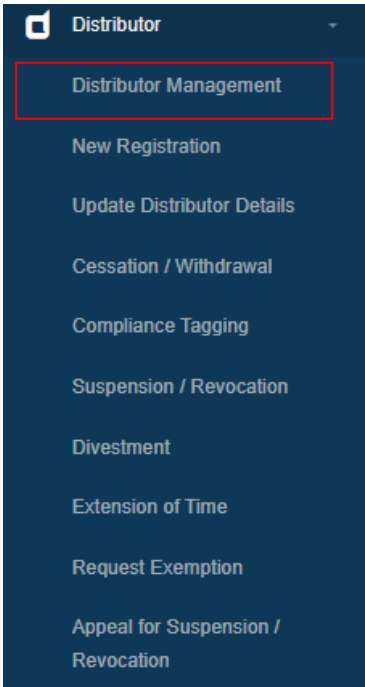 Distributor
Distributor Management
New Registration
Update Distributor Details
Cessation / Withdrawal
Compliance Tagging
Suspension / Revocation
Divestment
Extension of Time
Request Exemption
Appeal for Suspension /
Revocation